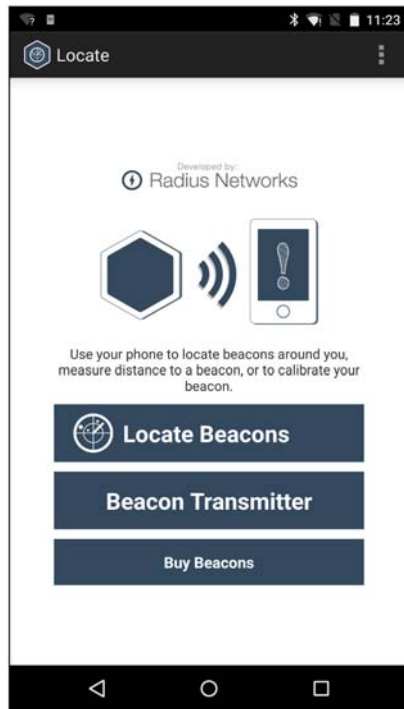 11:23
Locate
Developed by:
Radius Networks
Use your phone to locate beacons around you,
measure distance to a beacon, or to calibrate your
beacon.
Locate Beacons
Beacon Transmitter
Buy Beacons